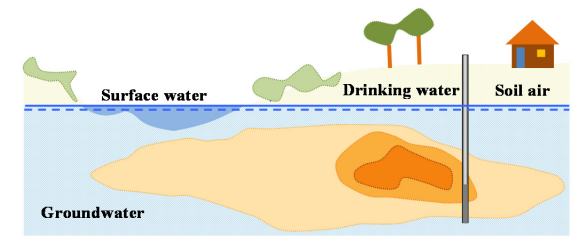 Surface water
Drinking water
Soil air
Groundwater